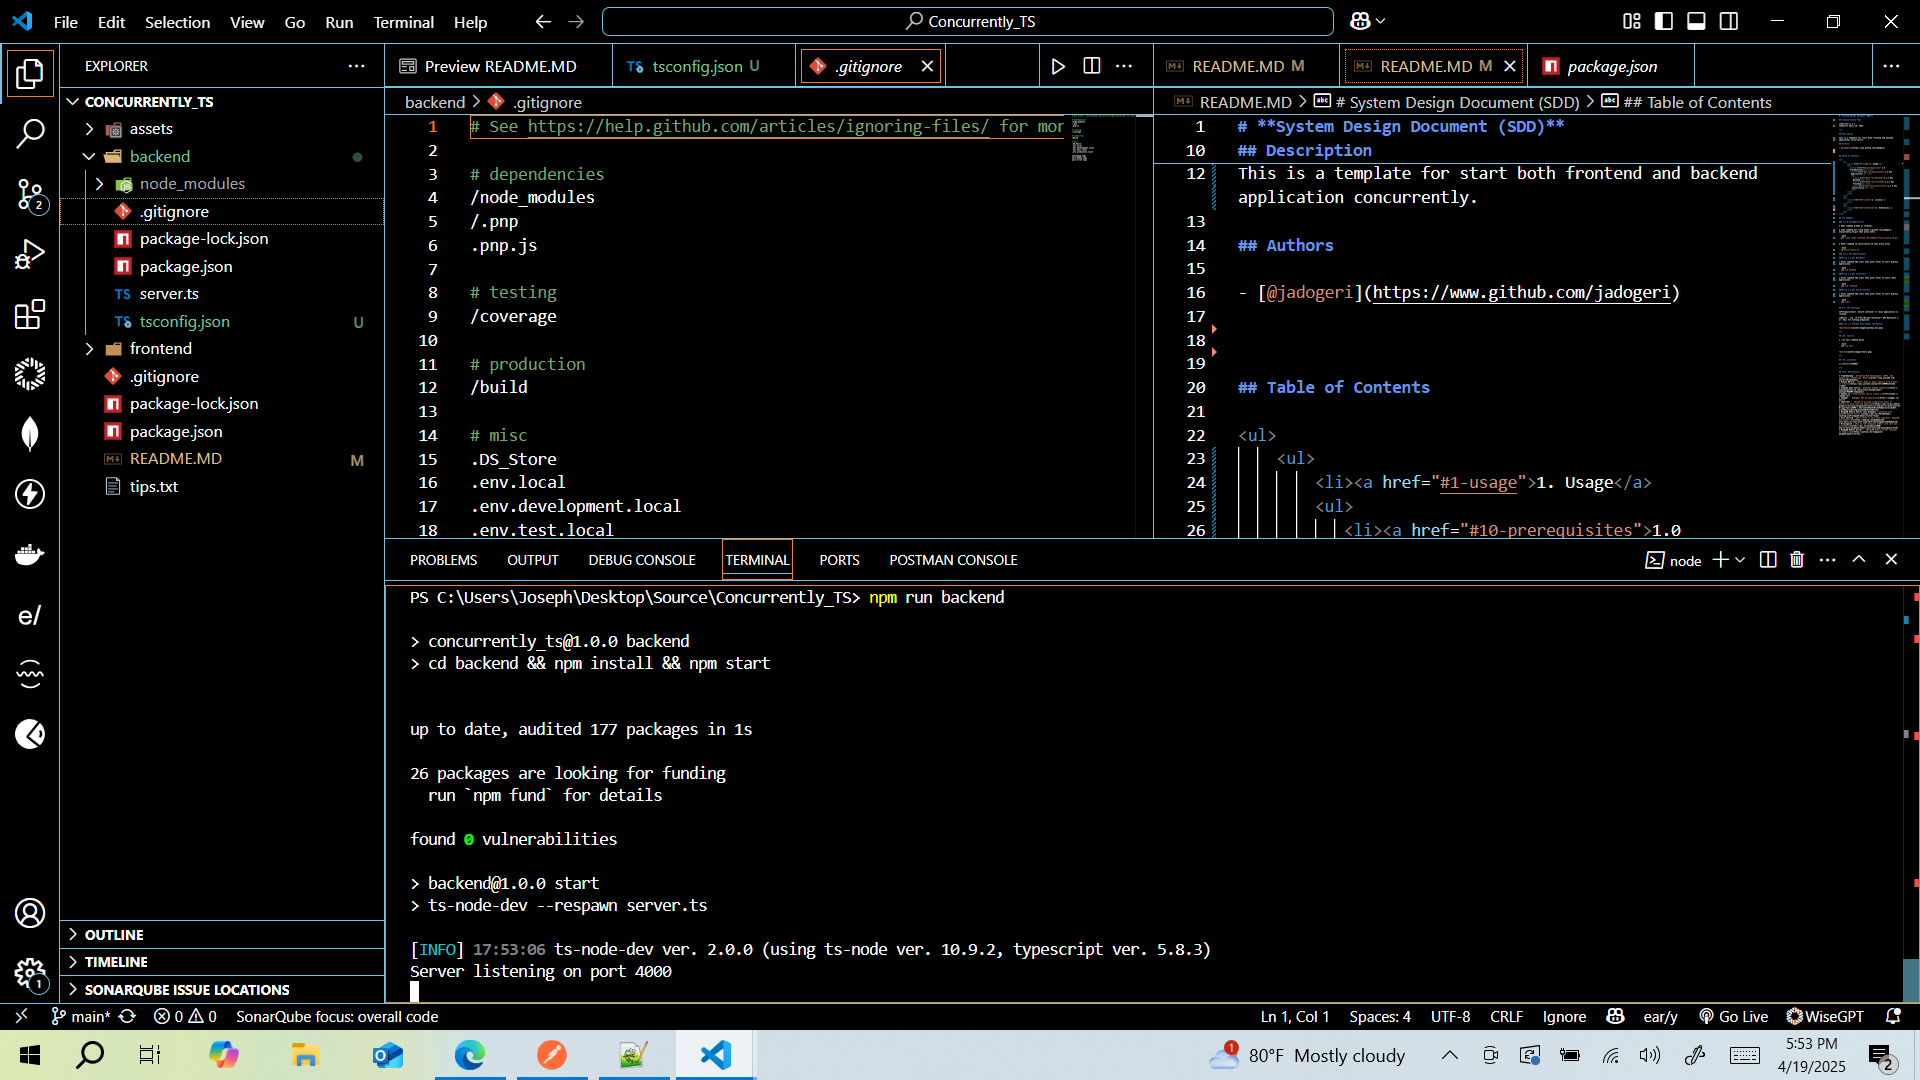 File Edit Selection View Go Run Terminal Help
Concurrently_TS
EXPLORER
CONCURRENTLY_TS
assets
backend
node_modules
.gitignore
package-lock.json
package.json
server.ts
TS tsconfig.json U
frontend
.gitignore
package-lock.json
package.json
README.MD M
tips.txt
OUTLINE
TIMELINE
SONARQUBE ISSUE LOCATIONS
Preview README.MD
TS tsconfig.json U
.gitignore
backend > .gitignore
1 # See https://help.github.com/articles/ignoring-files/ for mor
2
3 # dependencies
4 /node_modules
5 /.pnp
6 .pnp.js
7
8 # testing
9 /coverage
10
11 # production
12 /build
13
14 # misc
15 .DS_Store
16 .env.local
17 .env.development.local
18 .env.test.local
README.MD M
README.MD M
package.json
README.MD > # System Design Document (SDD) > ## Table of Contents
1 # **System Design Document (SDD)**
10 ## Description
12 This is a template for start both frontend and backend
application concurrently.
13
14 ## Authors
15
16 - [@jadogeri](https://www.github.com/jadogeri)
17
18
19
20 ## Table of Contents
21
22 <ul>
23 <ul>
24 <li><a href="#1-usage">1. Usage</a>
25 <ul>
26 <li><a href="#10-prerequisites">1.0
PROBLEMS OUTPUT DEBUG CONSOLE TERMINAL PORTS POSTMAN CONSOLE
node
PS C:\Users\Joseph\Desktop\Source\Concurrently_TS> npm run backend
> concurrently_ts@1.0.0 backend
> cd backend && npm install && npm start
up to date, audited 177 packages in 1s
26 packages are looking for funding
run `npm fund` for details
found 0 vulnerabilities
> backend@1.0.0 start
> ts-node-dev --respawn server.ts
[INFO] 17:53:06 ts-node-dev ver. 2.0.0 (using ts-node ver. 10.9.2, typescript ver. 5.8.3)
Server listening on port 4000
main* 0 0 SonarQube focus: overall code
Ln 1, Col 1 Spaces: 4 UTF-8 CRLF Ignore ear/y Go Live WiseGPT
80°F Mostly cloudy
5:53 PM
4/19/2025